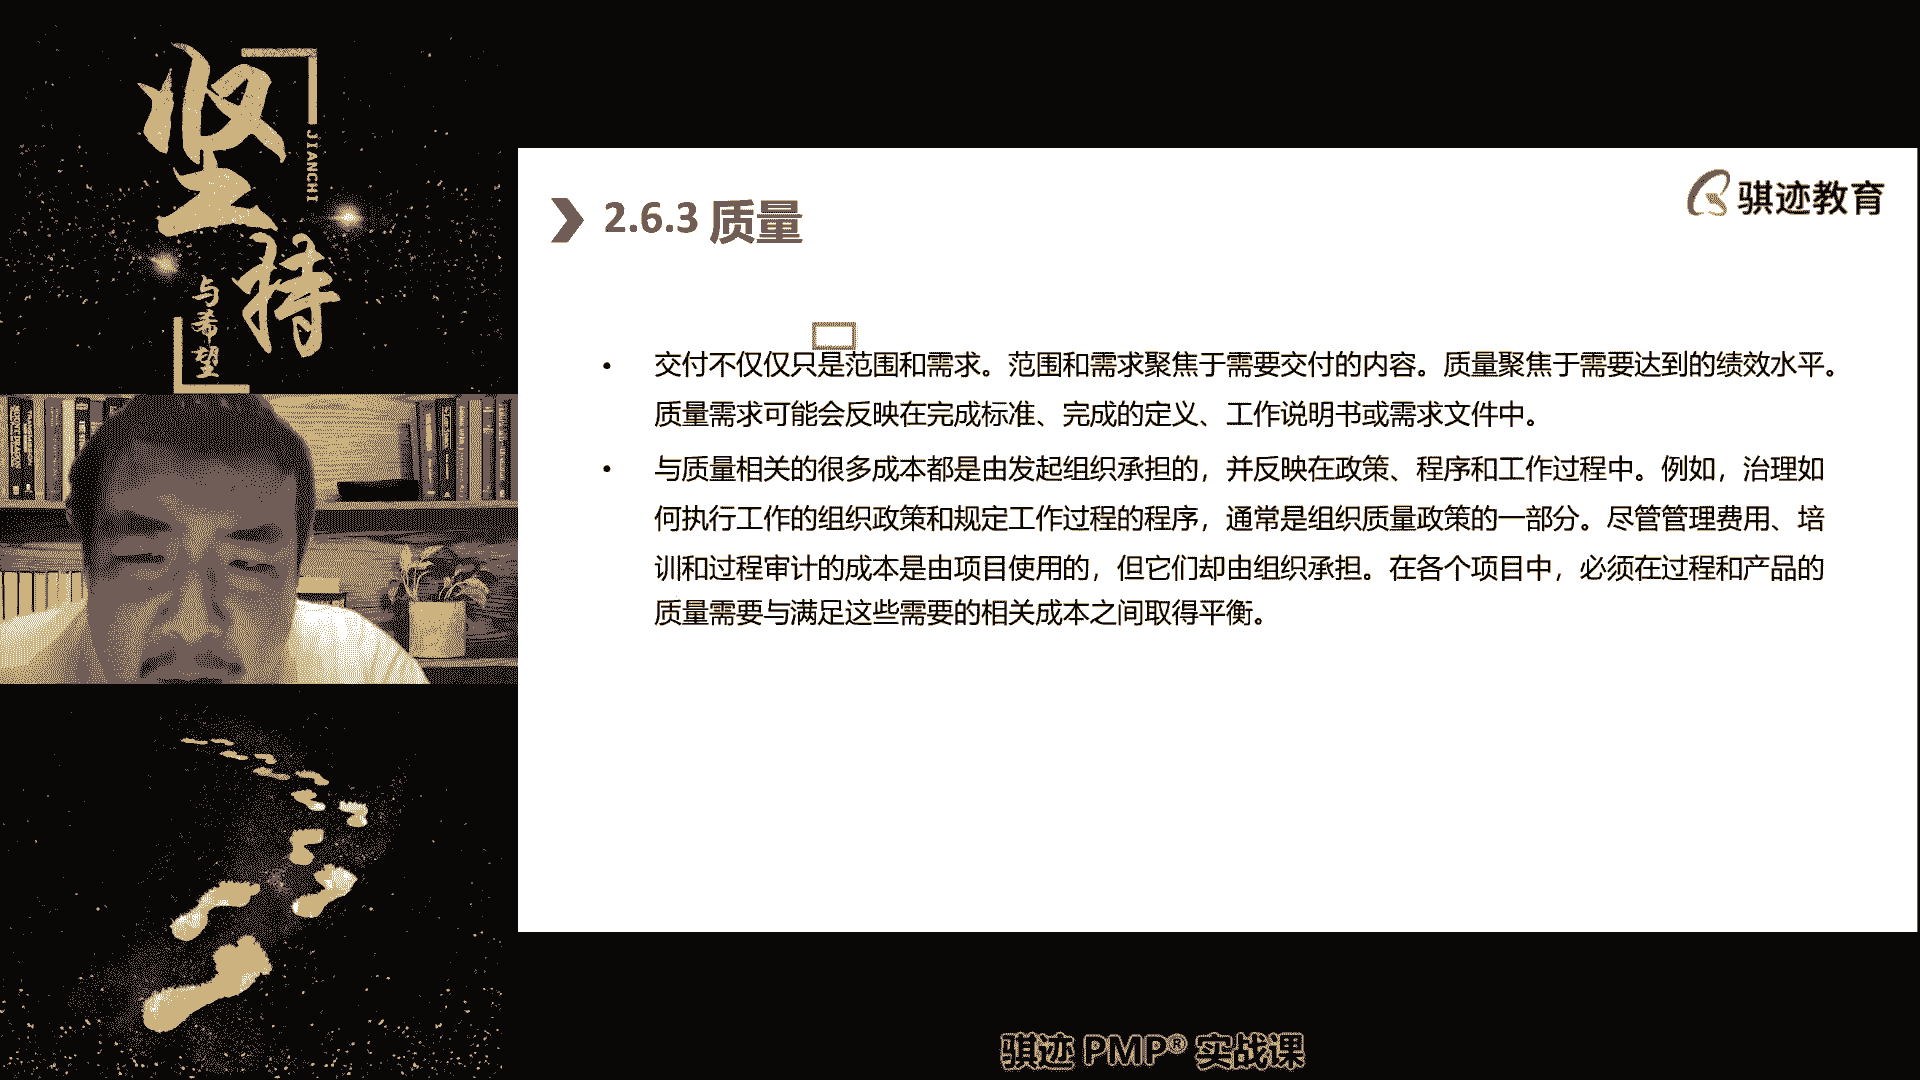 坚持
JIANCHI
与希望
骐迹教育
2.6.3 质量
• 交付不仅仅只是范围和需求。范围和需求聚焦于需要交付的内容。质量聚焦于需要达到的绩效水平。
质量需求可能会反映在完成标准、完成的定义、工作说明书或需求文件中。
• 与质量相关的很多成本都是由发起组织承担的，并反映在政策、程序和工作过程中。例如，治理如
何执行工作的组织政策和规定工作过程的程序，通常是组织质量政策的一部分。尽管管理费用、培
训和过程审计的成本是由项目使用的，但它们却由组织承担。在各个项目中，必须在过程和产品的
质量需要与满足这些需要的相关成本之间取得平衡。
骐迹 PMP® 实战课